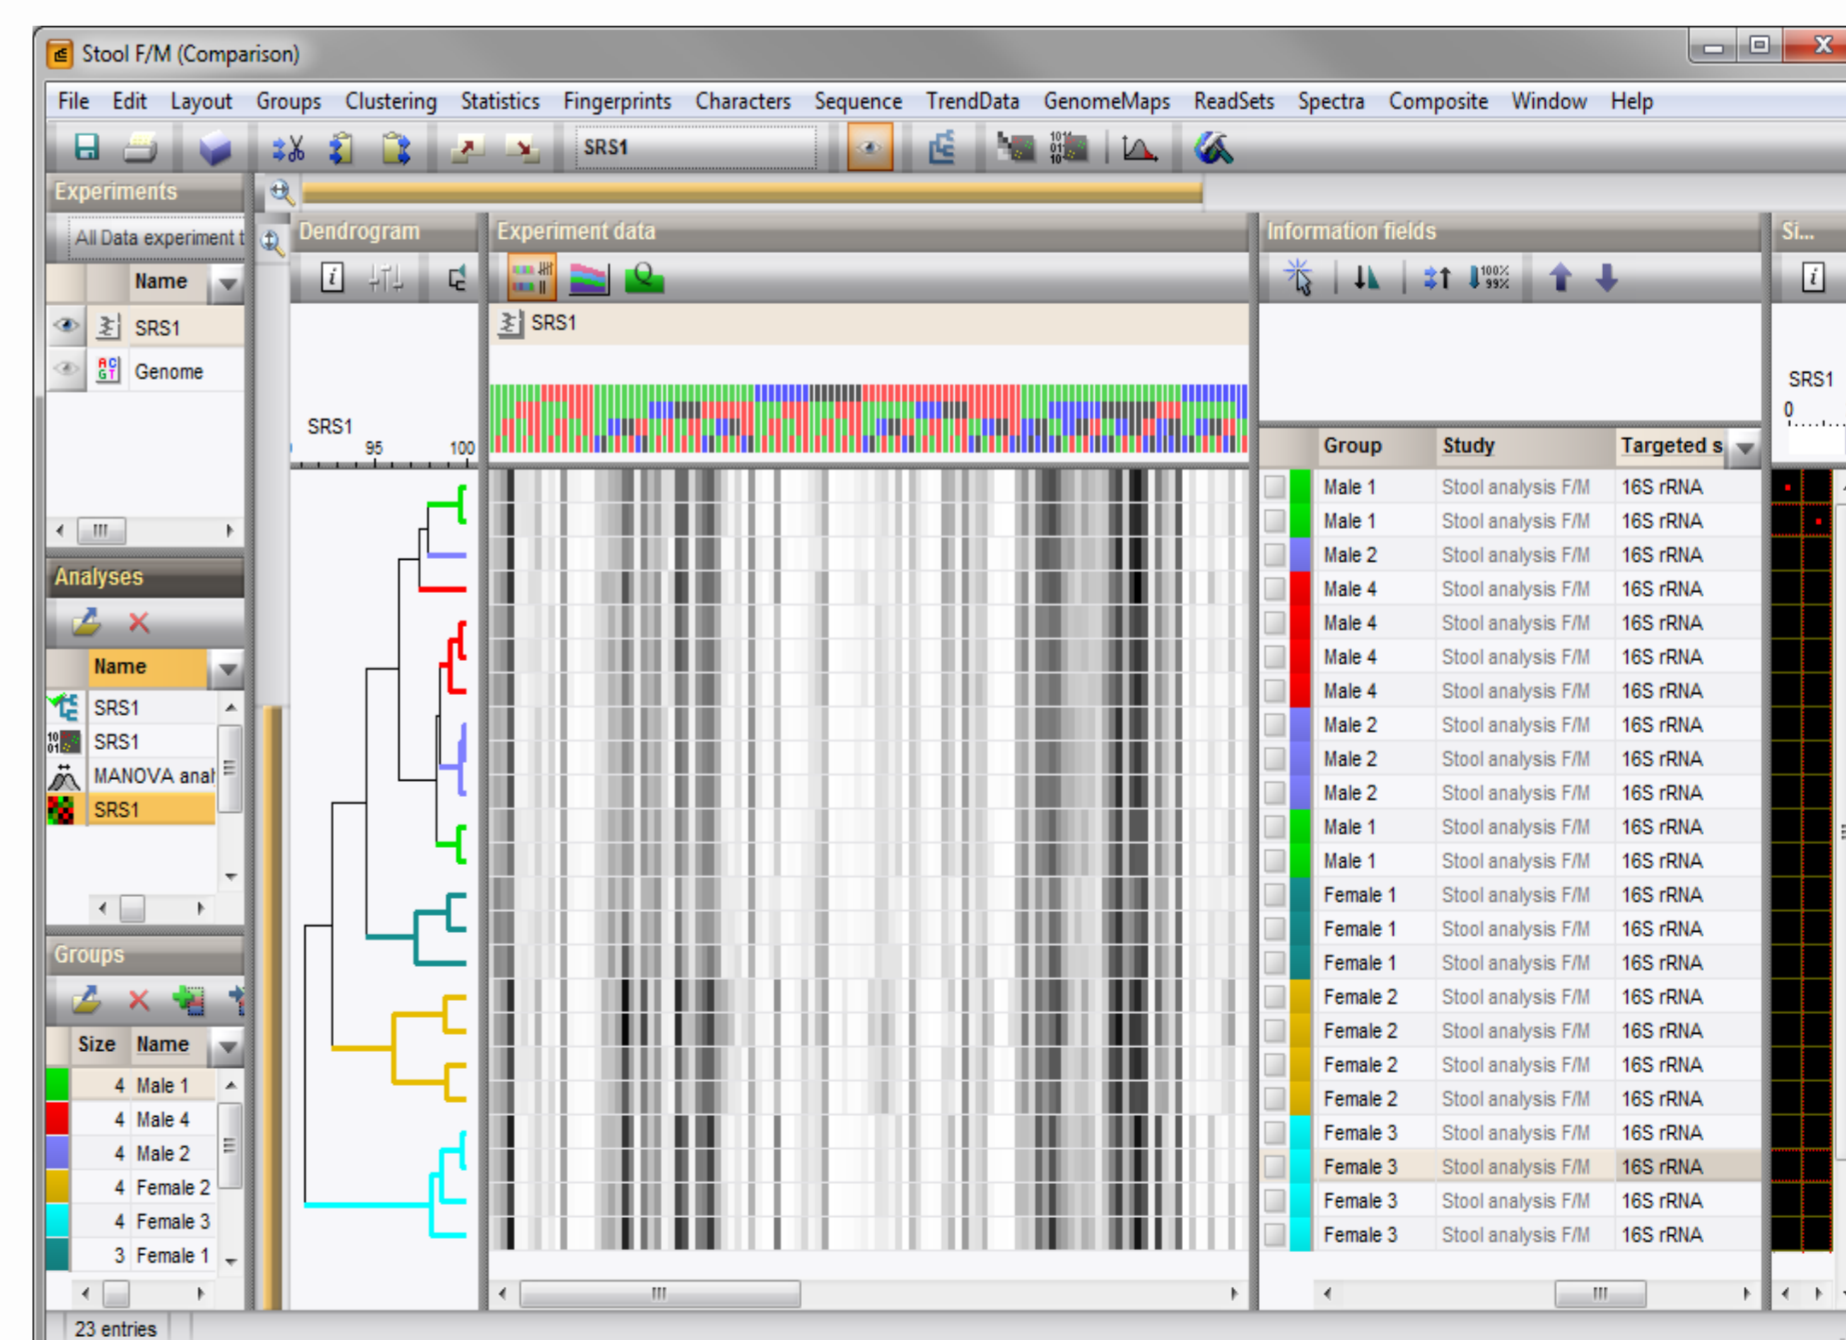 Stool F/M (Comparison)
File Edit Layout Groups Clustering Statistics Fingerprints Characters Sequence TrendData GenomeMaps ReadSets Spectra Composite Window Help
SRS1
Experiments
All Data experiment t
Name
SRS1
Genome
Analyses
Name
SRS1
SRS1
MANOVA anal
SRS1
Groups
Size Name
4 Male 1
4 Male 4
4 Male 2
4 Female 2
4 Female 3
3 Female 1
Dendrogram
SRS1
95 100
Experiment data
SRS1
Information fields
Group Study Targeted s
Male 1 Stool analysis F/M 16S rRNA
Male 1 Stool analysis F/M 16S rRNA
Male 2 Stool analysis F/M 16S rRNA
Male 4 Stool analysis F/M 16S rRNA
Male 4 Stool analysis F/M 16S rRNA
Male 4 Stool analysis F/M 16S rRNA
Male 4 Stool analysis F/M 16S rRNA
Male 2 Stool analysis F/M 16S rRNA
Male 2 Stool analysis F/M 16S rRNA
Male 2 Stool analysis F/M 16S rRNA
Male 1 Stool analysis F/M 16S rRNA
Male 1 Stool analysis F/M 16S rRNA
Female 1 Stool analysis F/M 16S rRNA
Female 1 Stool analysis F/M 16S rRNA
Female 1 Stool analysis F/M 16S rRNA
Female 2 Stool analysis F/M 16S rRNA
Female 2 Stool analysis F/M 16S rRNA
Female 2 Stool analysis F/M 16S rRNA
Female 2 Stool analysis F/M 16S rRNA
Female 3 Stool analysis F/M 16S rRNA
Female 3 Stool analysis F/M 16S rRNA
Female 3 Stool analysis F/M 16S rRNA
Female 3 Stool analysis F/M 16S rRNA
Si...
SRS1
0
23 entries